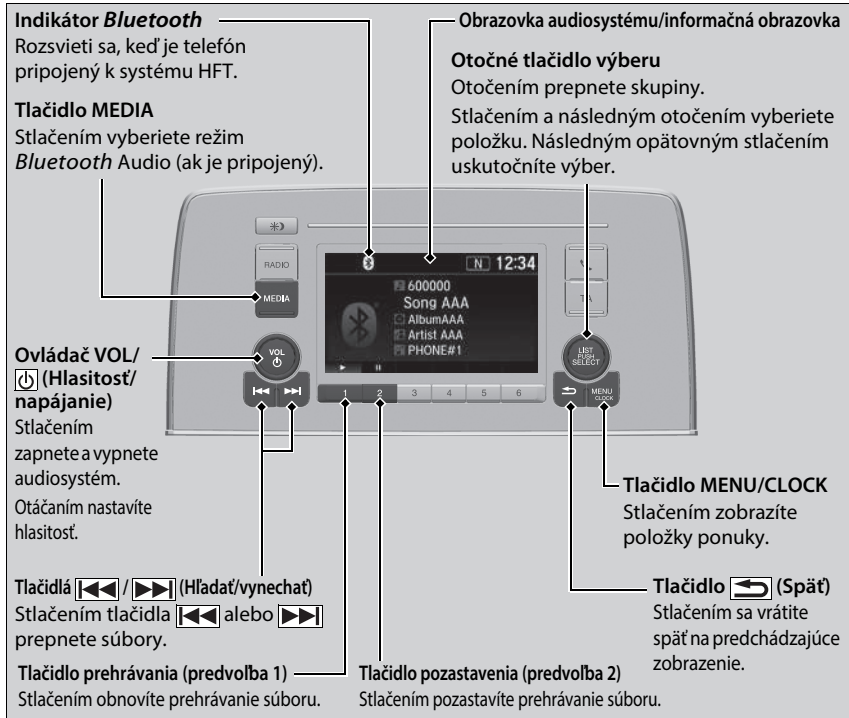 Indikátor Bluetooth
Rozsvieti sa, keď je telefón
pripojený k systému HFT.
Obrazovka audiosystému/informačná obrazovka
Otočné tlačidlo výberu
Otočením prepnete skupiny.
Stlačením a následným otočením vyberiete
položku. Následným opätovným stlačením
uskutočníte výber.
Tlačidlo MEDIA
Stlačením vyberiete režim
Bluetooth Audio (ak je pripojený).
RADIO
MEDIA
N 12:34
600000
Song AAA
AlbumAAA
Artist AAA
PHONE#1
TA
VOL
LIST
PUSH
SELECT
1 2 3 4 5 6
MENU
CLOCK
Ovládač VOL/
(Hlasitosť/
napájanie)
Stlačením
zapnete a vypnete
audiosystém.
Otáčaním nastavíte
hlasitosť.
Tlačidlo MENU/CLOCK
Stlačením zobrazíte
položky ponuky.
Tlačidlá / (Hľadať/vynechať)
Stlačením tlačidla alebo
prepnete súbory.
Tlačidlo (Späť)
Stlačením sa vrátite
späť na predchádzajúce
zobrazenie.
Tlačidlo prehrávania (predvoľba 1)
Stlačením obnovíte prehrávanie súboru.
Tlačidlo pozastavenia (predvoľba 2)
Stlačením pozastavíte prehrávanie súboru.